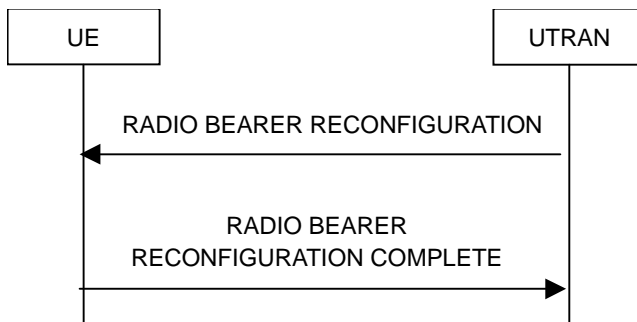 UE
UTRAN
RADIO BEARER RECONFIGURATION
RADIO BEARER
RECONFIGURATION COMPLETE